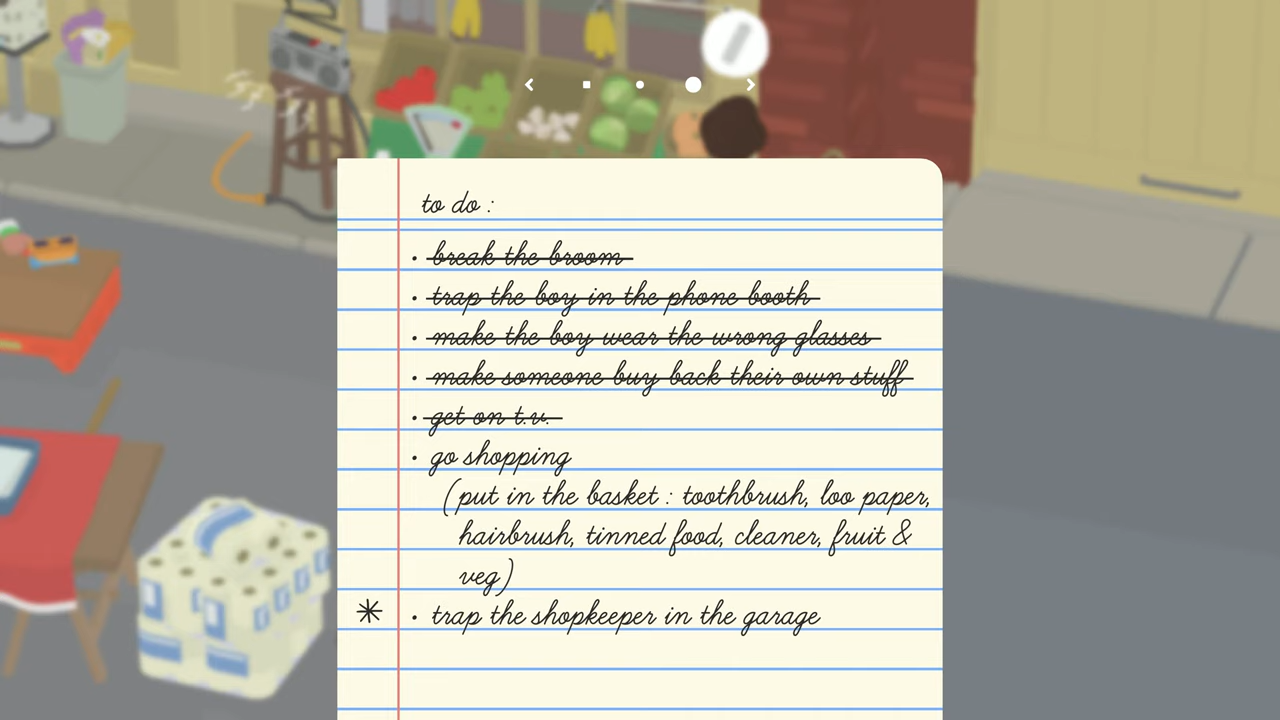 to do :
• break the broom
• trap the boy in the phone booth
• make the boy wear the wrong glasses
• make someone buy back their own stuff
• get on t.v.
• go shopping
(put in the basket : toothbrush, loo paper,
hairbrush, tinned food, cleaner, fruit &
veg)
* • trap the shopkeeper in the garage